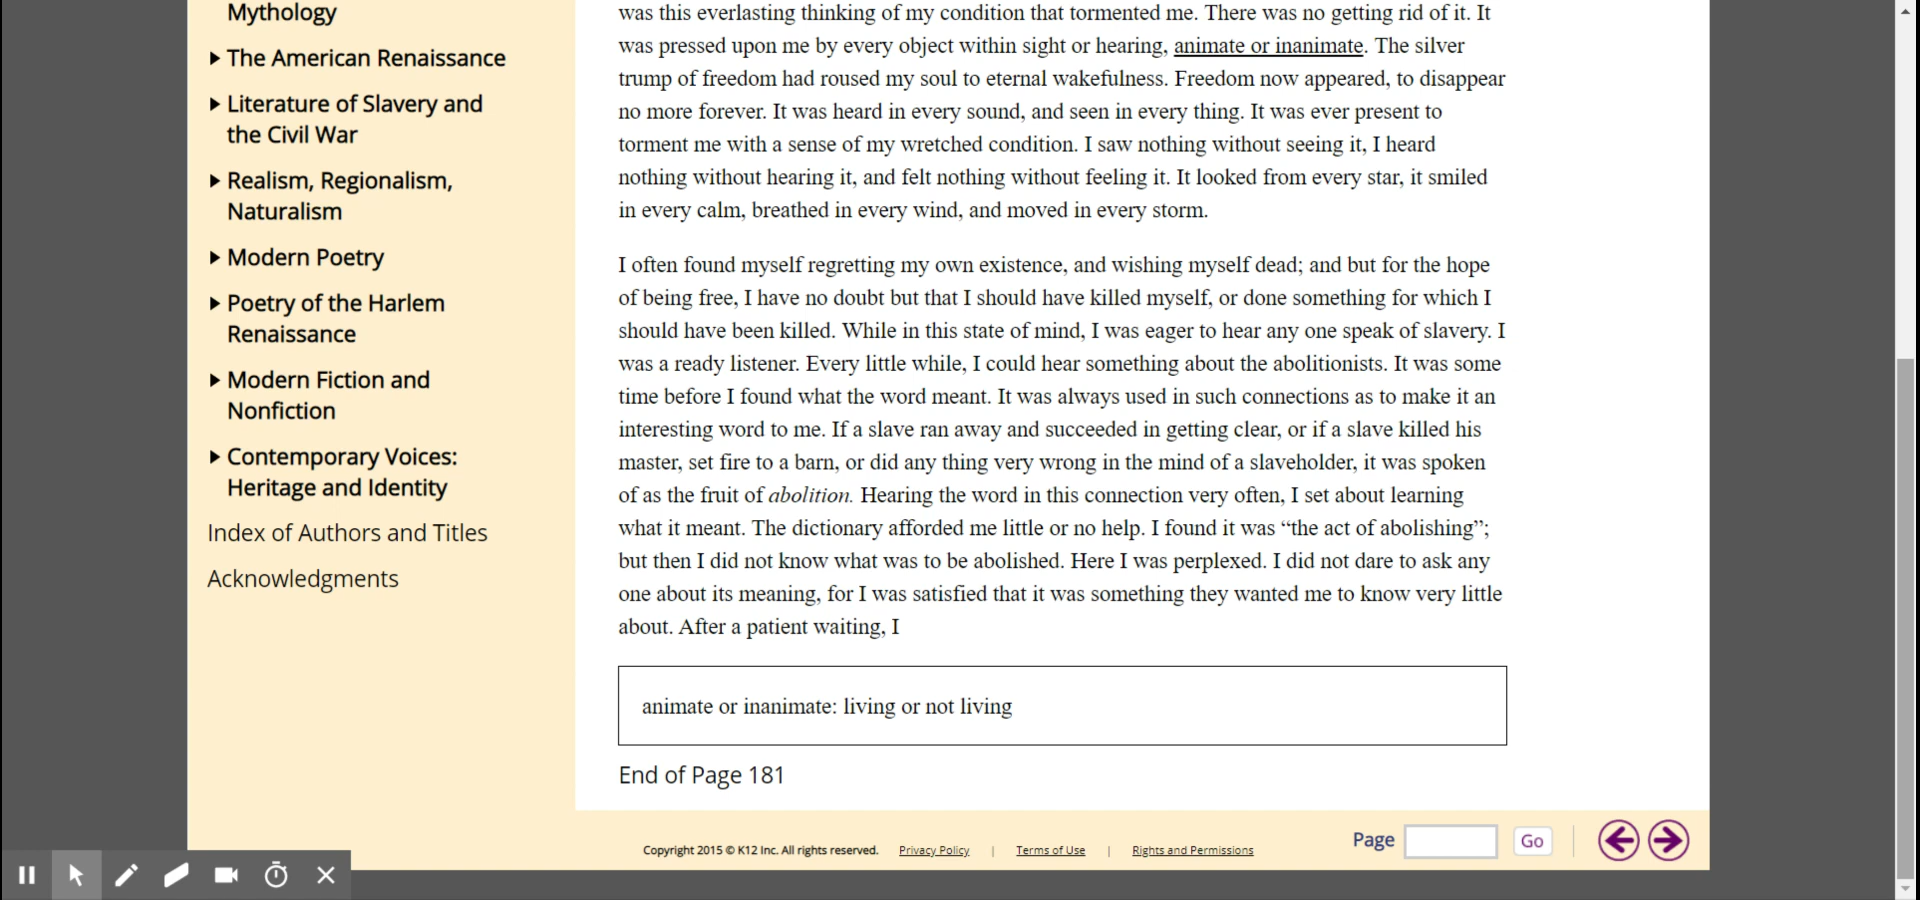 Mythology
The American Renaissance
Literature of Slavery and
the Civil War
Realism, Regionalism,
Naturalism
Modern Poetry
Poetry of the Harlem
Renaissance
Modern Fiction and
Nonfiction
Contemporary Voices:
Heritage and Identity
Index of Authors and Titles
Acknowledgments
was this everlasting thinking of my condition that tormented me. There was no getting rid of it. It
was pressed upon me by every object within sight or hearing, animate or inanimate. The silver
trump of freedom had roused my soul to eternal wakefulness. Freedom now appeared, to disappear
no more forever. It was heard in every sound, and seen in every thing. It was ever present to
torment me with a sense of my wretched condition. I saw nothing without seeing it, I heard
nothing without hearing it, and felt nothing without feeling it. It looked from every star, it smiled
in every calm, breathed in every wind, and moved in every storm.
I often found myself regretting my own existence, and wishing myself dead; and but for the hope
of being free, I have no doubt but that I should have killed myself, or done something for which I
should have been killed. While in this state of mind, I was eager to hear any one speak of slavery. I
was a ready listener. Every little while, I could hear something about the abolitionists. It was some
time before I found what the word meant. It was always used in such connections as to make it an
interesting word to me. If a slave ran away and succeeded in getting clear, or if a slave killed his
master, set fire to a barn, or did any thing very wrong in the mind of a slaveholder, it was spoken
of as the fruit of abolition. Hearing the word in this connection very often, I set about learning
what it meant. The dictionary afforded me little or no help. I found it was “the act of abolishing”;
but then I did not know what was to be abolished. Here I was perplexed. I did not dare to ask any
one about its meaning, for I was satisfied that it was something they wanted me to know very little
about. After a patient waiting, I
animate or inanimate: living or not living
End of Page 181
Page Go
Copyright 2015 © K12 Inc. All rights reserved. Privacy Policy | Terms of Use | Rights and Permissions